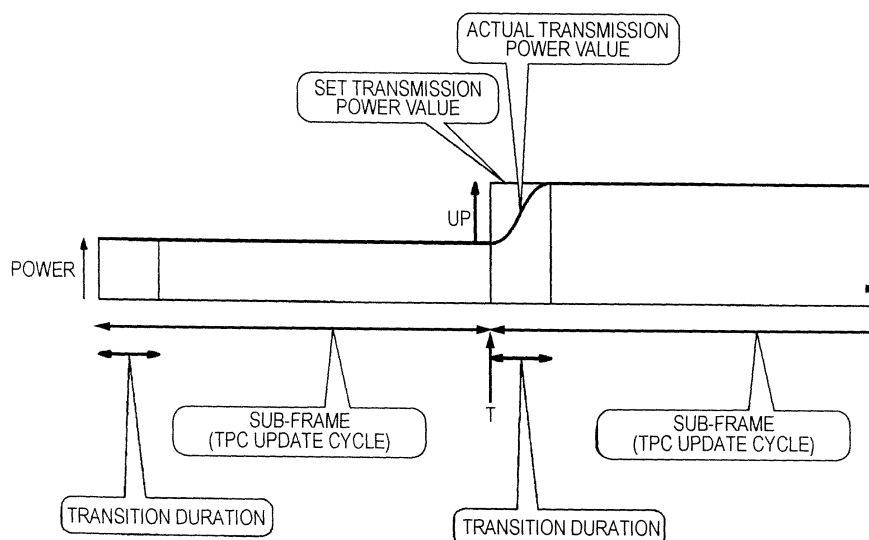 ACTUAL TRANSMISSION
POWER VALUE
SET TRANSMISSION
POWER VALUE
UP
POWER
T
SUB-FRAME
(TPC UPDATE CYCLE)
SUB-FRAME
(TPC UPDATE CYCLE)
TRANSITION DURATION
TRANSITION DURATION